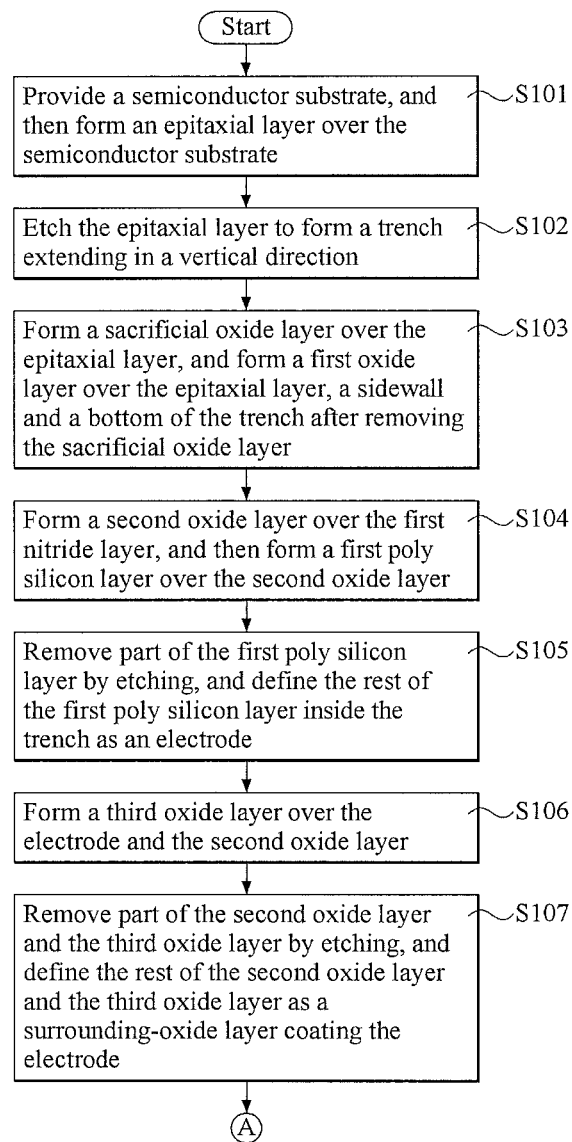 Start
Provide a semiconductor substrate, and
then form an epitaxial layer over the
semiconductor substrate
S101
Etch the epitaxial layer to form a trench
extending in a vertical direction
S102
Form a sacrificial oxide layer over the
epitaxial layer, and form a first oxide
layer over the epitaxial layer, a sidewall
and a bottom of the trench after removing
the sacrificial oxide layer
S103
Form a second oxide layer over the first
nitride layer, and then form a first poly
silicon layer over the second oxide layer
S104
Remove part of the first poly silicon
layer by etching, and define the rest of
the first poly silicon layer inside the
trench as an electrode
S105
Form a third oxide layer over the
electrode and the second oxide layer
S106
Remove part of the second oxide layer
and the third oxide layer by etching, and
define the rest of the second oxide layer
and the third oxide layer as a
surrounding-oxide layer coating the
electrode
S107
A